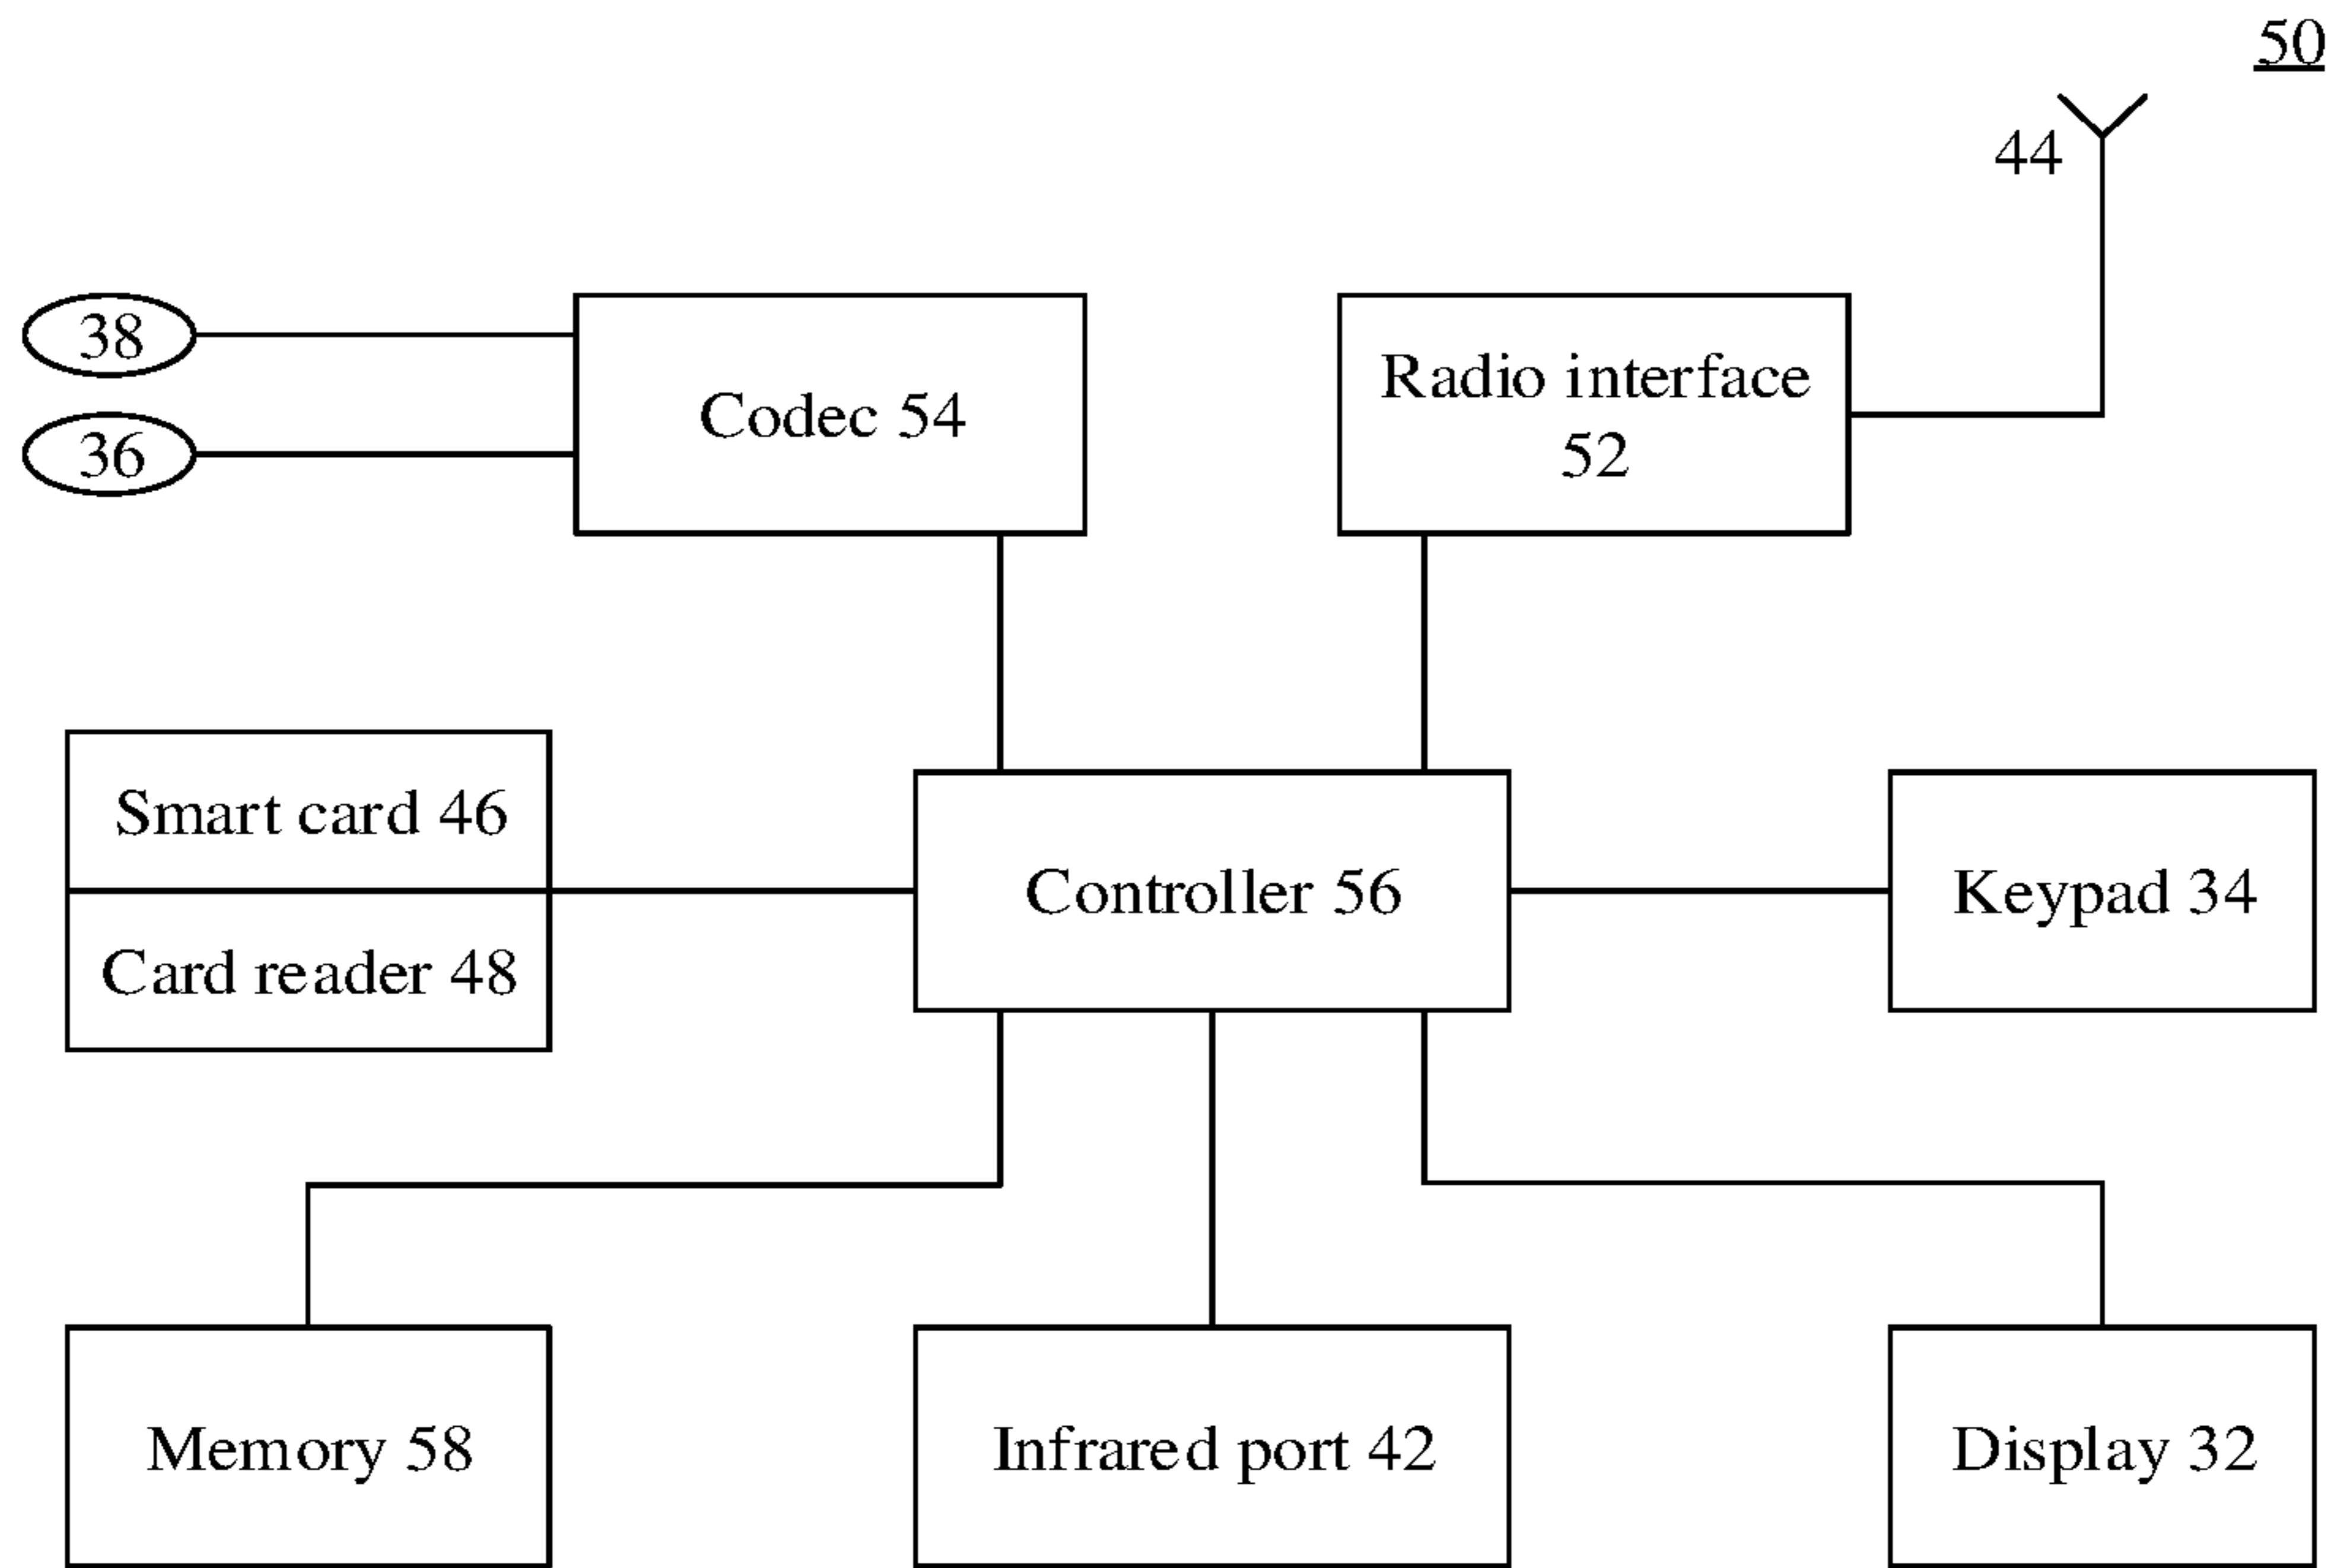 50
44
38
36
Codec 54
Radio interface
52
Smart card 46
Card reader 48
Controller 56
Keypad 34
Memory 58
Infrared port 42
Display 32